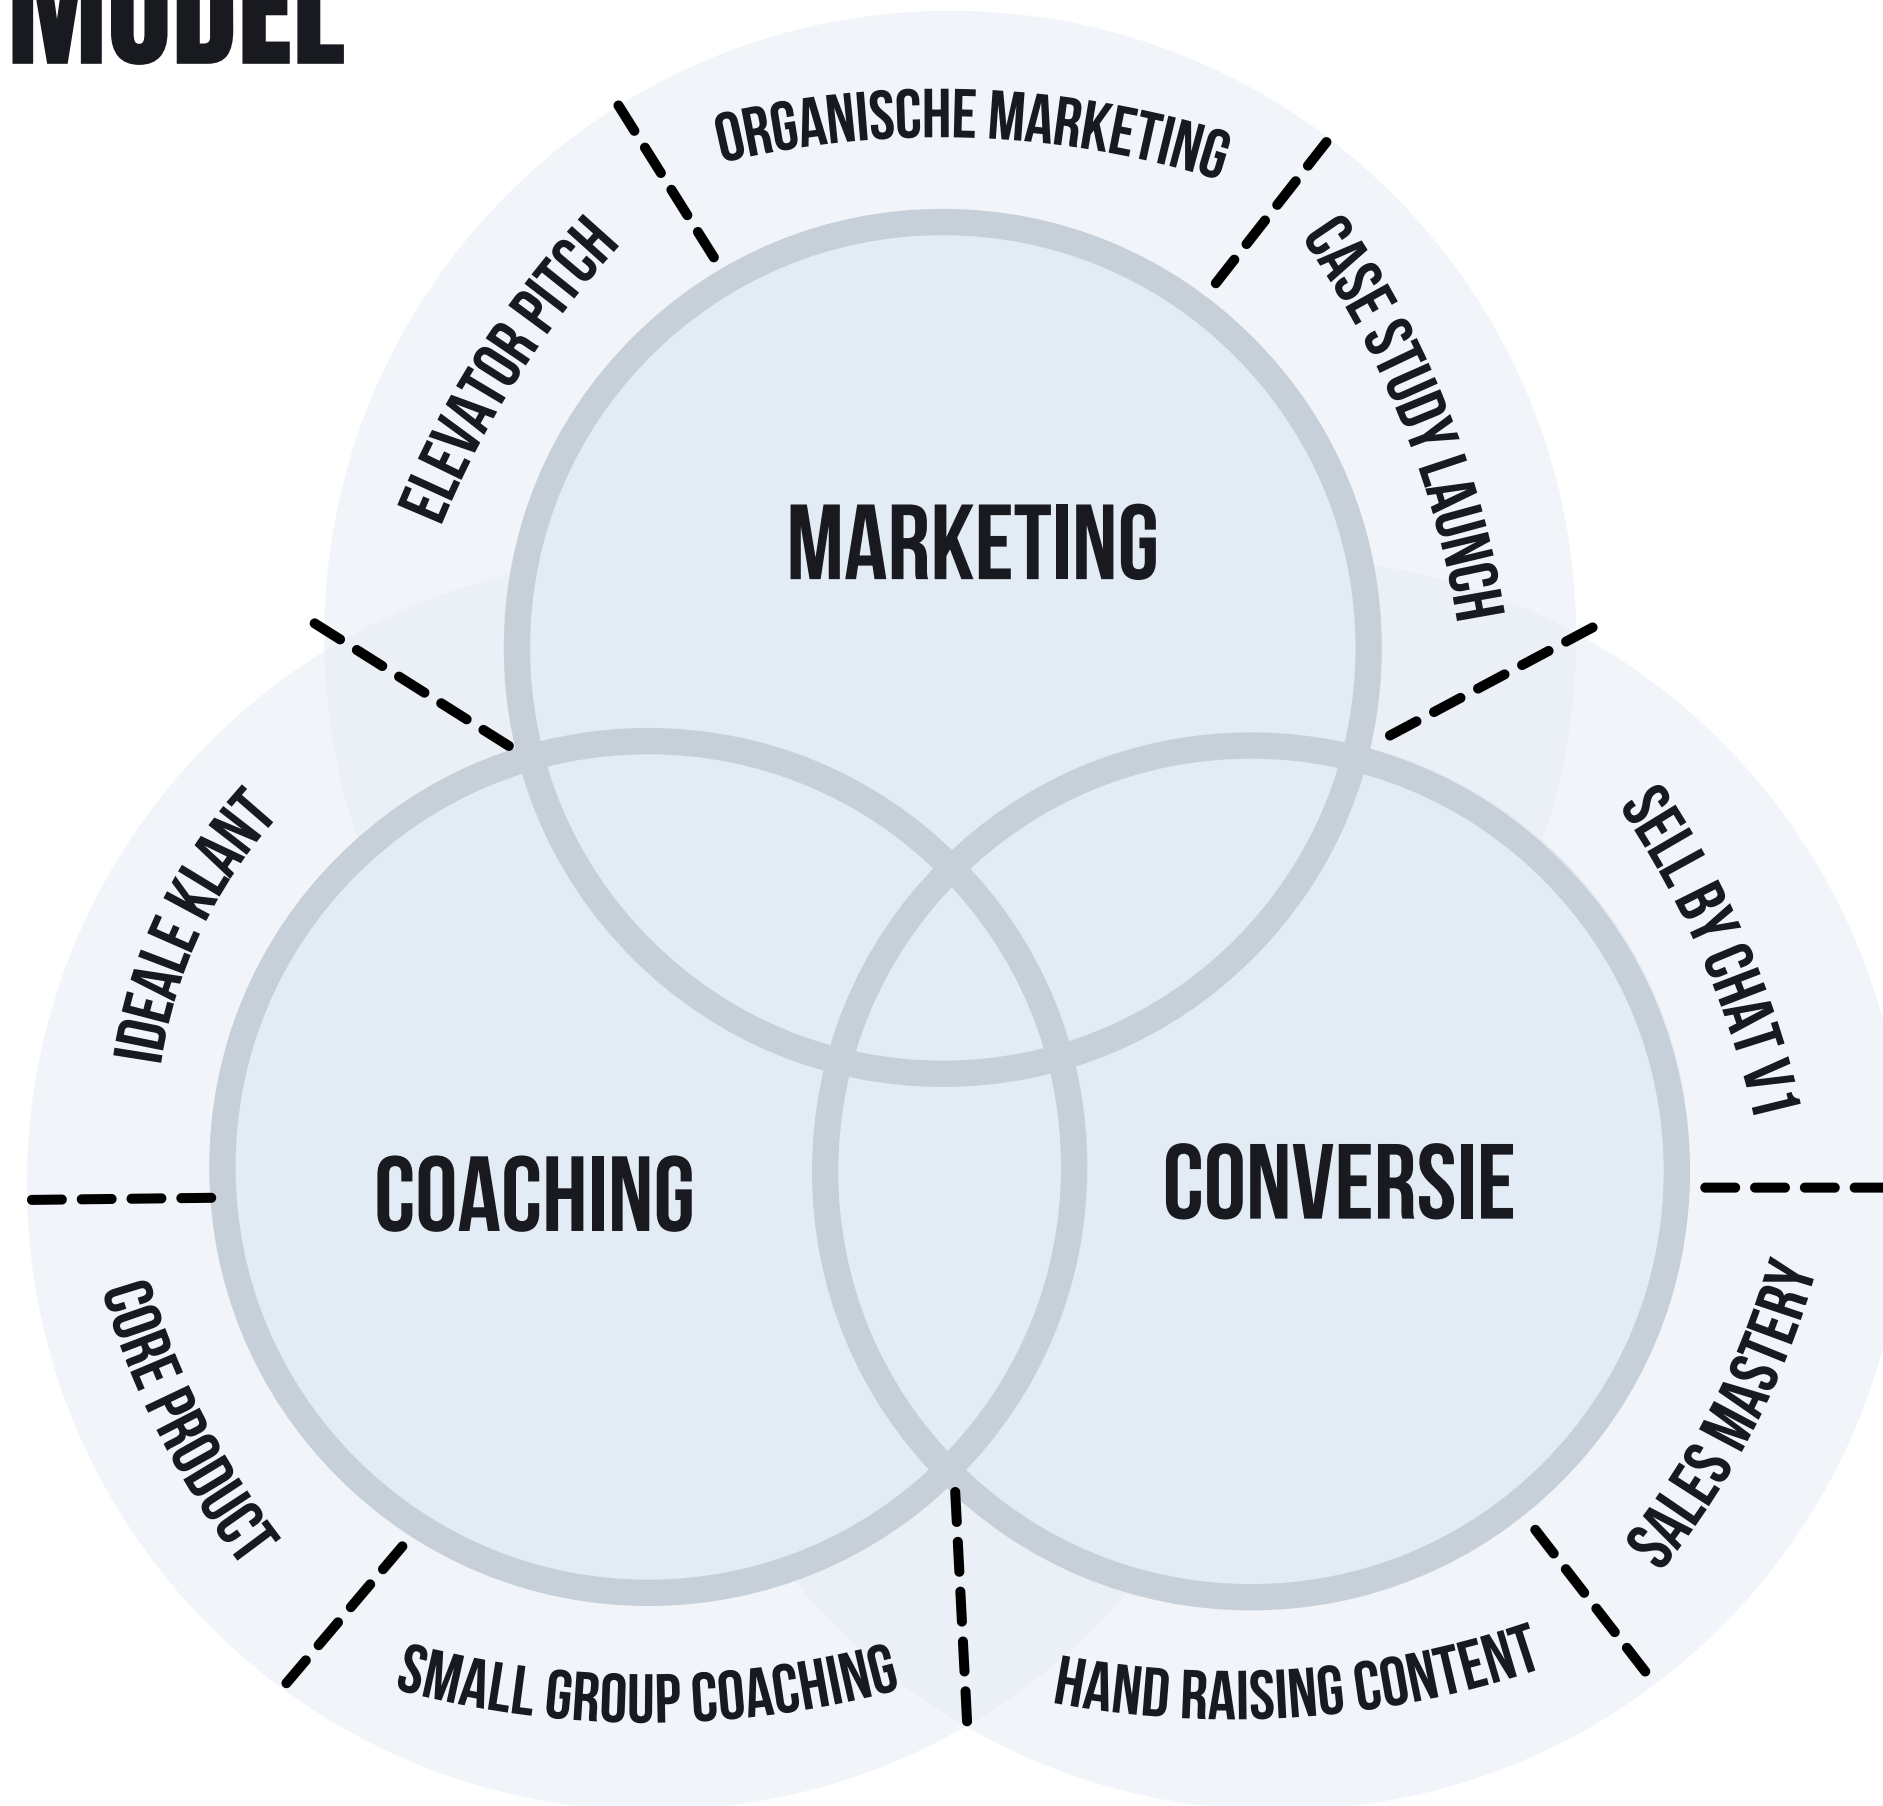 MODEL
ORGANISCHE MARKETING
ELEVATOR PITCH
CASE STUDY LAUNCH
MARKETING
IDEALE KLANT
SELL BY CHAT V1
COACHING
CONVERSIE
CORE PRODUCT
SALES MASTERY
SMALL GROUP COACHING
HAND RAISING CONTENT